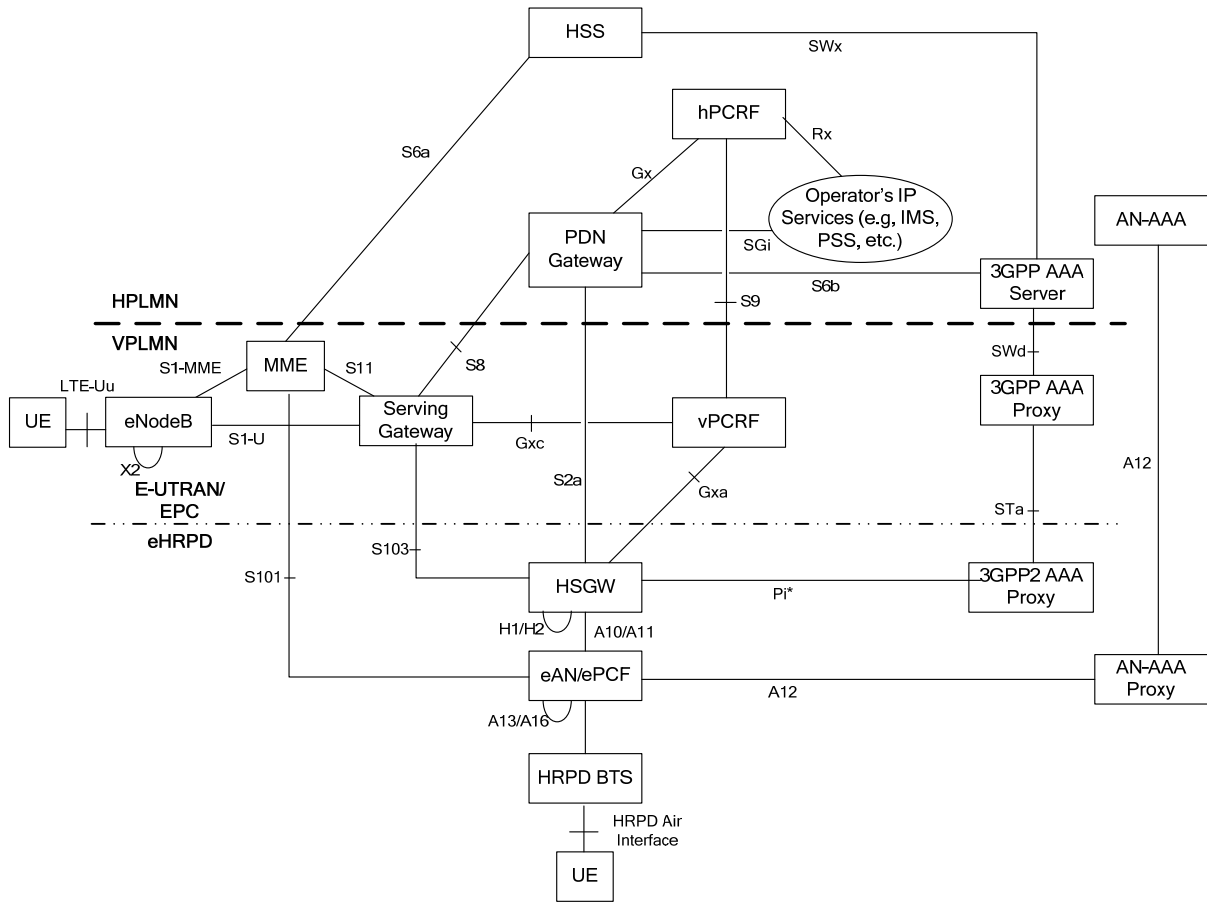 HSS
SWx
hPCRF
Rx
S6a
Gx
Operator's IP
Services (e.g, IMS,
PSS, etc.)
AN-AAA
PDN
Gateway
SGi
S6b
3GPP AAA
Server
HPLMN
S9
VPLMN
S1-MME
MME
S11
S8
SWd
LTE-Uu
3GPP AAA
Proxy
UE
eNodeB
Serving
Gateway
vPCRF
S1-U
Gxc
X2
S2a
A12
E-UTRAN/
EPC
Gxa
STa
eHRPD
S103
S101
HSGW
3GPP2 AAA
Proxy
Pi*
H1/H2
A10/A11
eAN/ePCF
AN-AAA
Proxy
A12
A13/A16
HRPD BTS
HRPD Air
Interface
UE